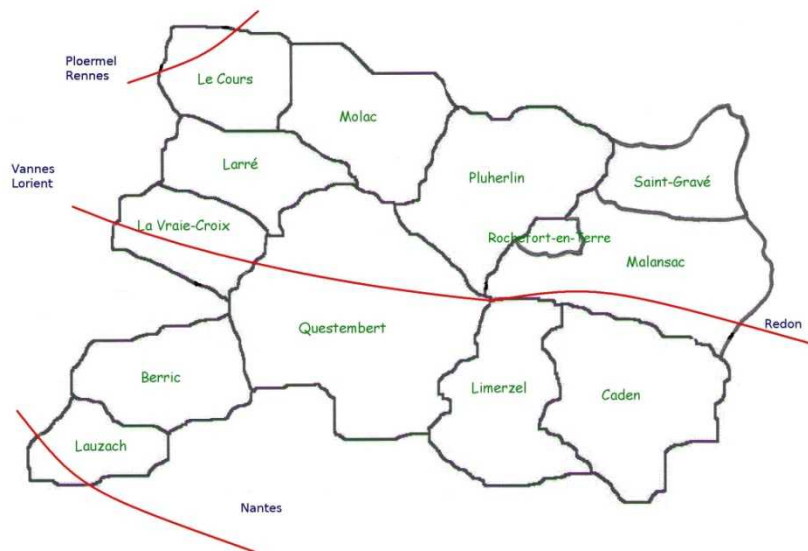 Ploermel
Rennes
Le Cours
Molac
Vannes
Lorient
Larré
Pluherlin
Saint-Gravé
La Vraie-Croix
Rochefort-en-Terre
Malansac
Questembert
Redon
Berric
Limerzel
Caden
Lauzach
Nantes